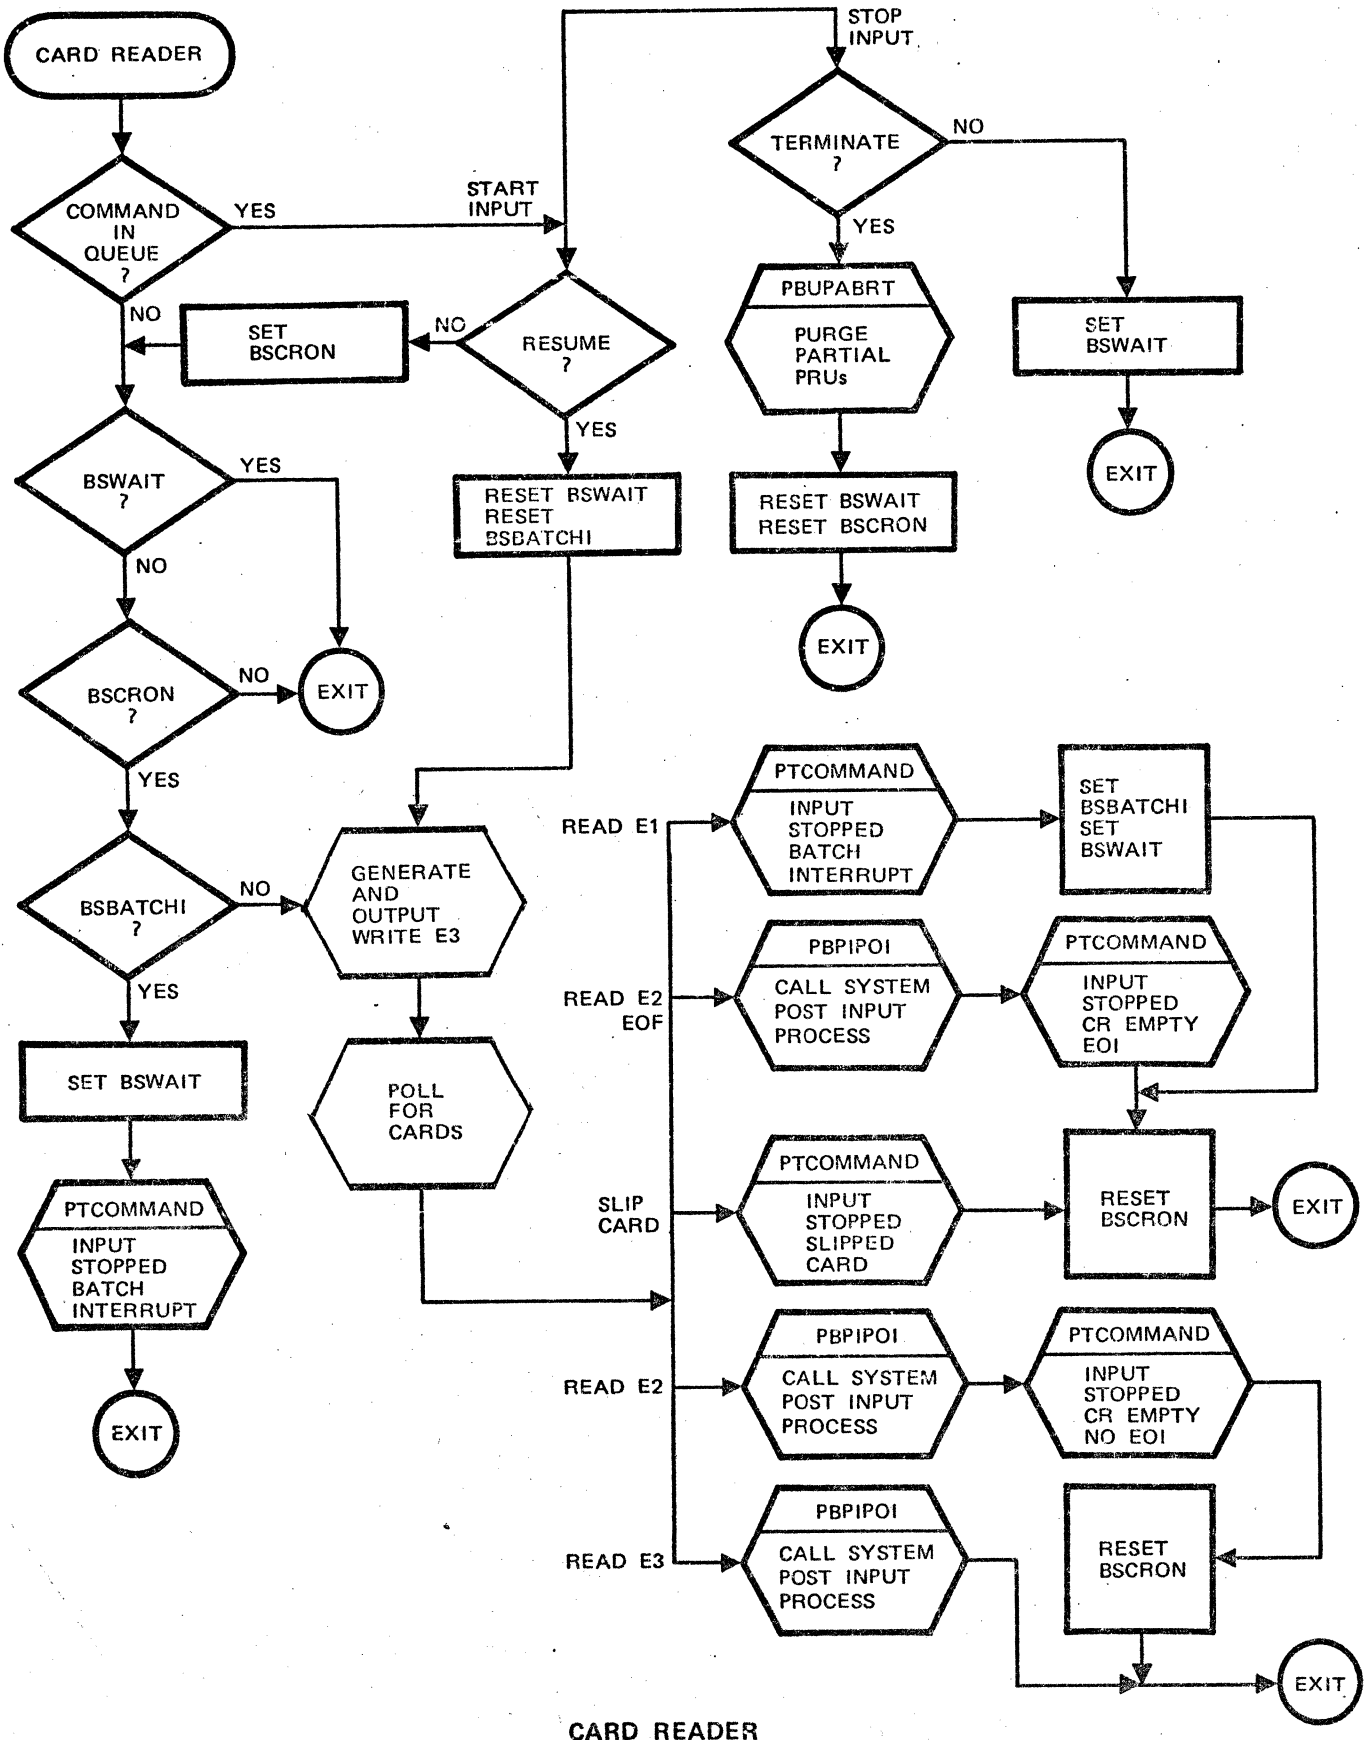 CARD READER
COMMAND
IN
QUEUE
?
YES
NO
START
INPUT
STOP
INPUT
TERMINATE
?
NO
YES
PBUPABRT
PURGE
PARTIAL
PRUs
SET
BSWAIT
EXIT
RESET BSWAIT
RESET BSCRON
EXIT
RESUME
?
NO
YES
SET
BSCRON
RESET BSWAIT
RESET
BSBATCHI
BSWAIT
?
YES
NO
BSCRON
?
NO
EXIT
YES
BSBATCHI
?
NO
YES
GENERATE
AND
OUTPUT
WRITE E3
POLL
FOR
CARDS
SET BSWAIT
PTCOMMAND
INPUT
STOPPED
BATCH
INTERRUPT
EXIT
READ E1
PTCOMMAND
INPUT
STOPPED
BATCH
INTERRUPT
SET
BSBATCHI
SET
BSWAIT
READ E2
EOF
PBPIPOI
CALL SYSTEM
POST INPUT
PROCESS
PTCOMMAND
INPUT
STOPPED
CR EMPTY
EOI
SLIP
CARD
PTCOMMAND
INPUT
STOPPED
SLIPPED
CARD
RESET
BSCRON
EXIT
READ E2
PBPIPOI
CALL SYSTEM
POST INPUT
PROCESS
PTCOMMAND
INPUT
STOPPED
CR EMPTY
NO EOI
READ E3
PBPIPOI
CALL SYSTEM
POST INPUT
PROCESS
RESET
BSCRON
EXIT
CARD READER